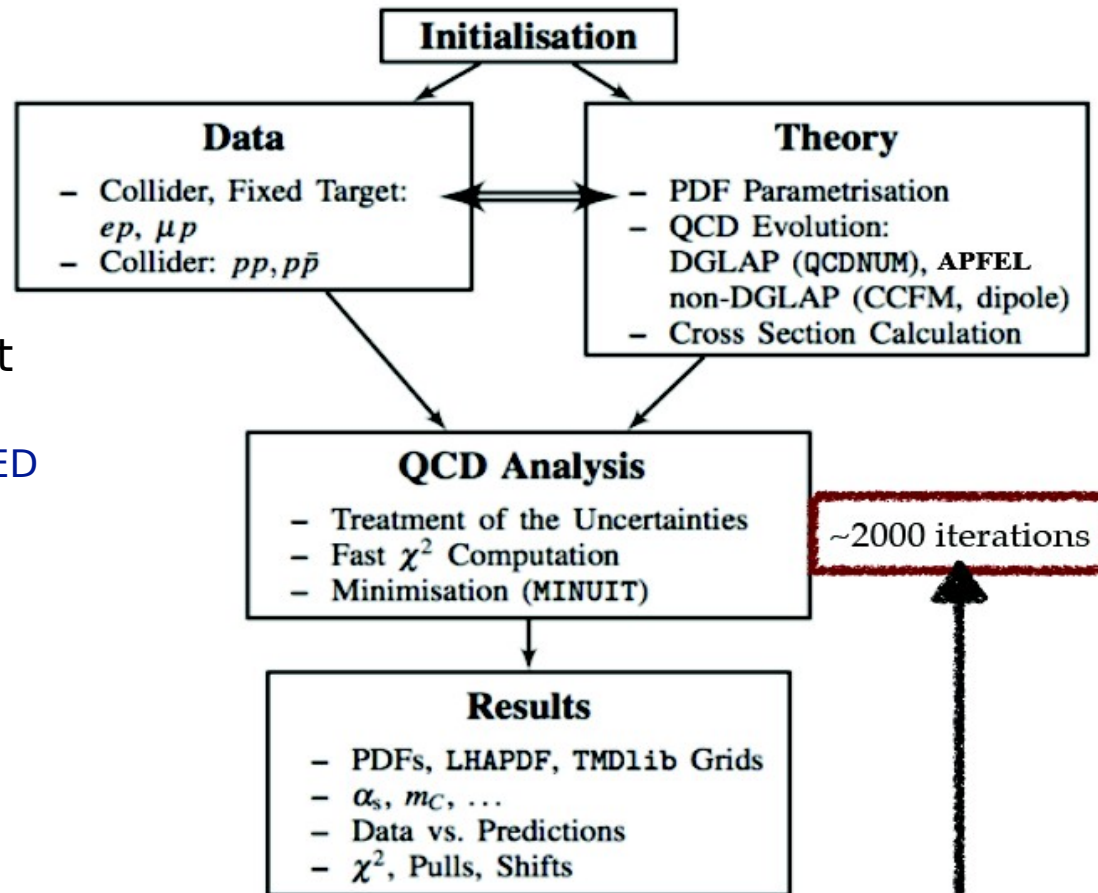 Initialisation
Data
– Collider, Fixed Target:
ep, μp
– Collider: pp, pp̄
Theory
– PDF Parametrisation
– QCD Evolution:
DGLAP (QCDNUM), APFEL
non-DGLAP (CCFM, dipole)
– Cross Section Calculation
t
ED
QCD Analysis
– Treatment of the Uncertainties
– Fast χ² Computation
– Minimisation (MINUIT)
~2000 iterations
Results
– PDFs, LHAPDF, TMDlib Grids
– αs, mC, …
– Data vs. Predictions
– χ², Pulls, Shifts